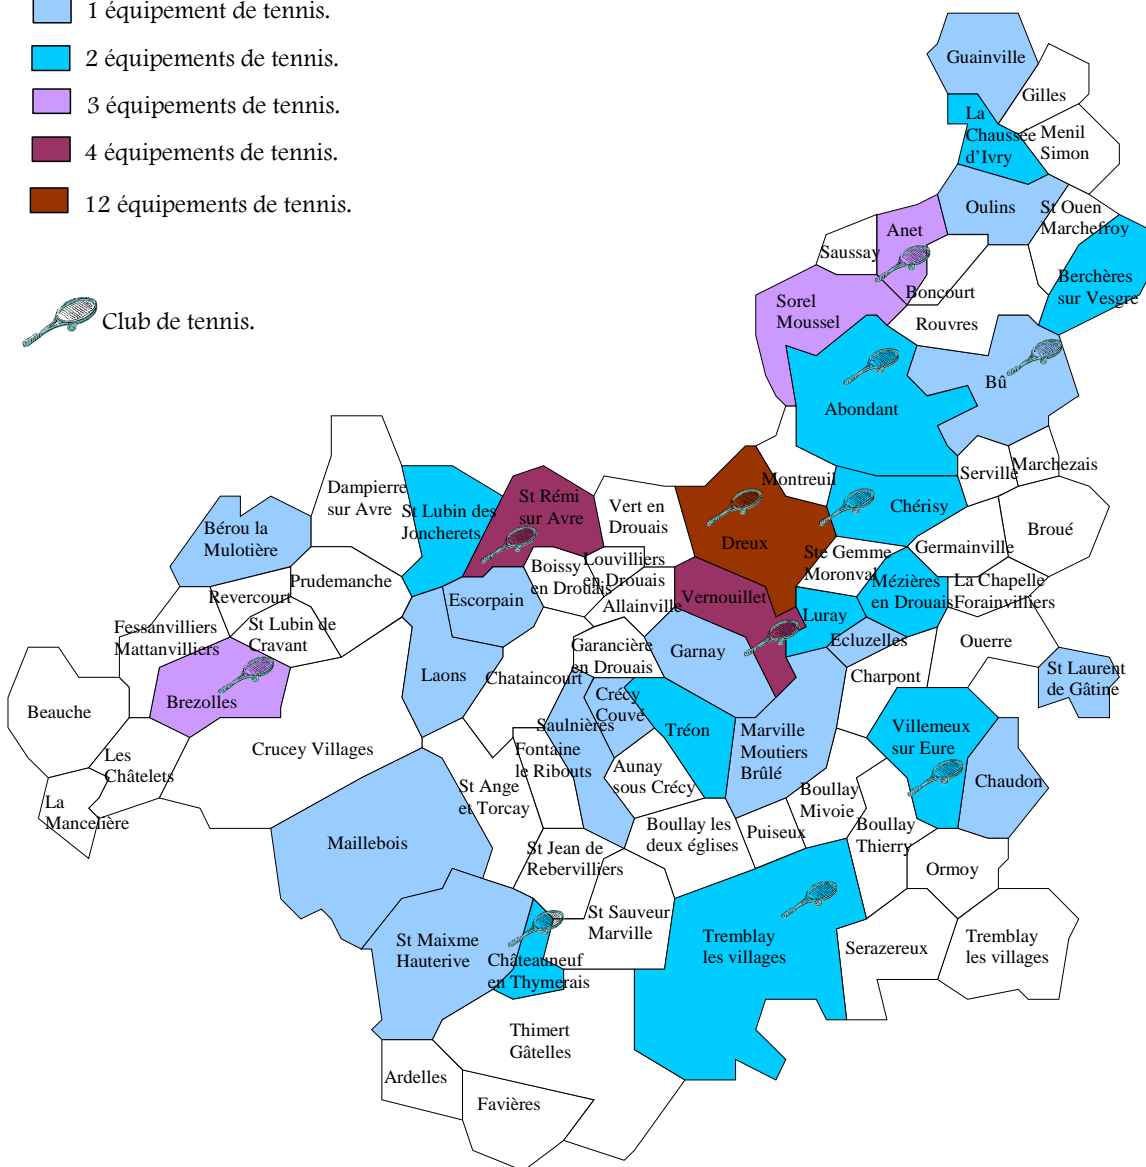 1 équipement de tennis.
2 équipements de tennis.
3 équipements de tennis.
4 équipements de tennis.
12 équipements de tennis.
Club de tennis.
Guainville
Gilles
La
Chaussée
d'Ivry
Menil
Simon
Oulins
St Ouen
Marchefroy
Anet
Saussay
Berchères
sur Vesgre
Boncourt
Sorel
Moussel
Rouvres
Bû
Abondant
Serville
Marchezais
Montreuil
Dampierre
sur Avre
St Lubin des
Joncherets
St Rémi
sur Avre
Vert en
Drouais
Chérisy
Broué
Bérou la
Mulotière
Dreux
Germainville
Ste Gemme
Moronval
Louvilliers
en Drouais
Boissy
en Drouais
Prudemanche
Mézières
en Drouais
La Chapelle
Forainvilliers
Revercourt
Escorpain
Allainville
Vernouillet
Luray
St Lubin de
Cravant
Fessanvilliers
Mattanvilliers
Garancière
en Drouais
Garnay
Ecluzelles
Ouerre
Laons
Chataincourt
Charpont
St Laurent
de Gâtine
Brezolles
Beauche
Crécy
Couvé
Saulnières
Tréon
Marville
Moutiers
Brûlé
Villemeux
sur Eure
Crucey Villages
Les
Châtelets
Fontaine
le Ribouts
Aunay
sous Crécy
Chaudon
St Ange
et Torcay
Boullay
Mivoie
La
Mancelière
Boullay les
deux églises
Puiseux
Boullay
Thierry
Maillebois
St Jean de
Rebervilliers
Ormoy
St Sauveur
Marville
St Maixme
Hauterive
Tremblay
les villages
Serazereux
Tremblay
les villages
Châteauneuf
en Thymerais
Thimert
Gâtelles
Ardelles
Favières